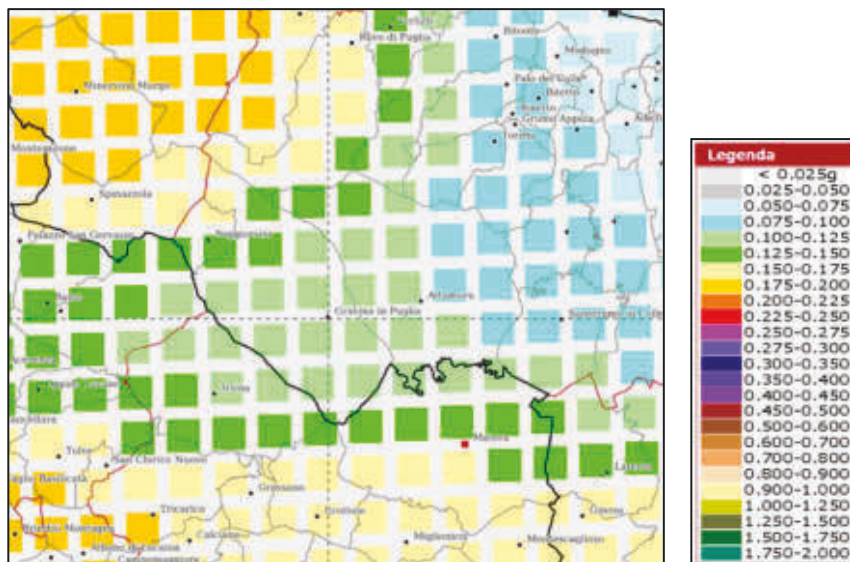 Ruvo di Puglia
Bitonto
Modugno
Palo del Colle
Bitetto
Minervino Murge
Grumo Appula
Toritto
Spinazzola
Palazzo San Gervasio
Altamura
Gravina in Puglia
Irsina
Matera
Tolve
San Chirico Nuovo
Laterza
Grassano
Tricarico
Ginosa
Calciano
Miglionico
Montescaglioso
Legenda
< 0.025g
0.025-0.050
0.050-0.075
0.075-0.100
0.100-0.125
0.125-0.150
0.150-0.175
0.175-0.200
0.200-0.225
0.225-0.250
0.250-0.275
0.275-0.300
0.300-0.350
0.350-0.400
0.400-0.450
0.450-0.500
0.500-0.600
0.600-0.700
0.700-0.800
0.800-0.900
0.900-1.000
1.000-1.250
1.250-1.500
1.500-1.750
1.750-2.000